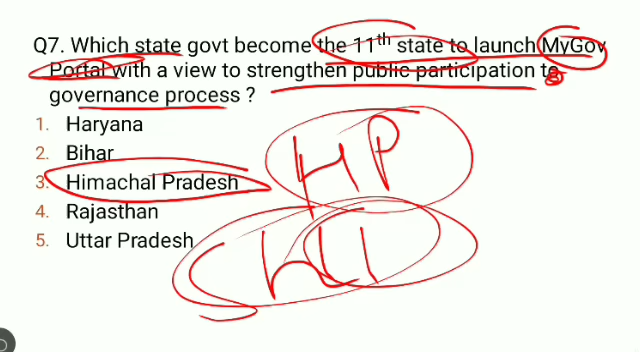 Q7. Which state govt become the 11th state to launch MyGov
Portal with a view to strengthen public participation to
governance process ?
1. Haryana
2. Bihar
3. Himachal Pradesh
4. Rajasthan
5. Uttar Pradesh
HP